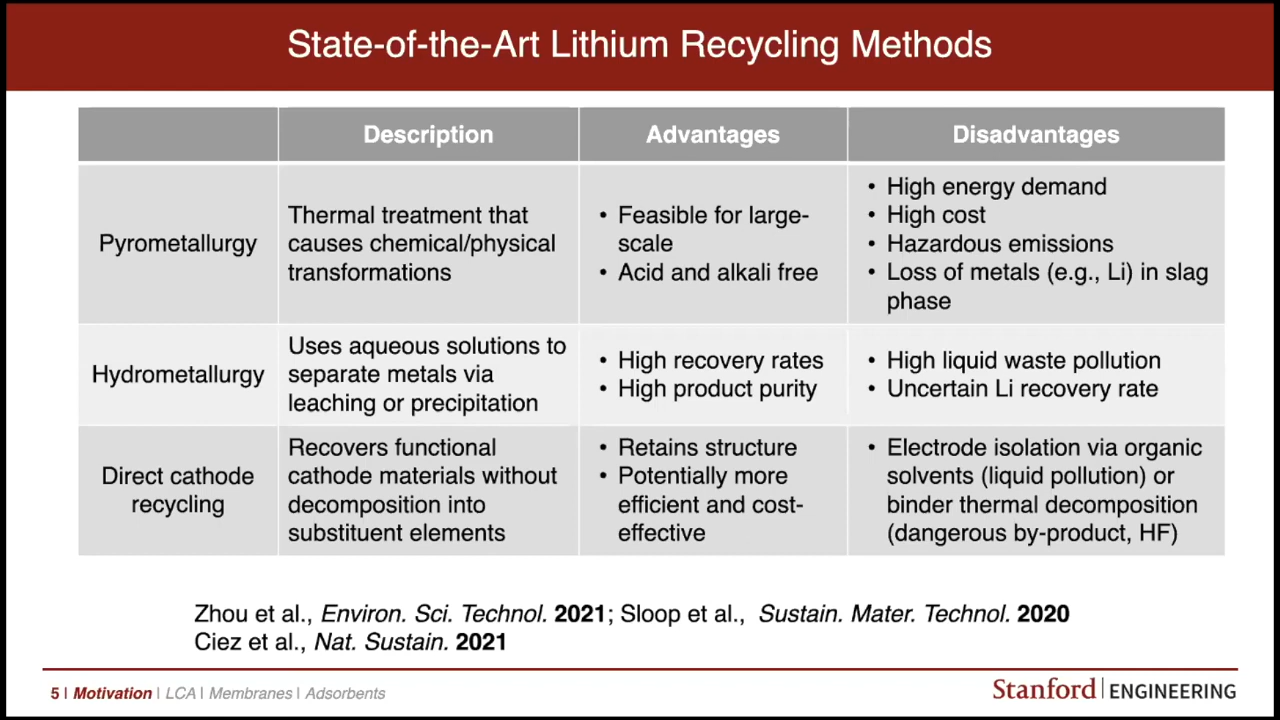 State-of-the-Art Lithium Recycling Methods
Description
Advantages
Disadvantages
Pyrometallurgy
Thermal treatment that
causes chemical/physical
transformations
• Feasible for large-
scale
• Acid and alkali free
• High energy demand
• High cost
• Hazardous emissions
• Loss of metals (e.g., Li) in slag
phase
Hydrometallurgy
Uses aqueous solutions to
separate metals via
leaching or precipitation
• High recovery rates
• High product purity
• High liquid waste pollution
• Uncertain Li recovery rate
Direct cathode
recycling
Recovers functional
cathode materials without
decomposition into
substituent elements
• Retains structure
• Potentially more
efficient and cost-
effective
• Electrode isolation via organic
solvents (liquid pollution) or
binder thermal decomposition
(dangerous by-product, HF)
Zhou et al., Environ. Sci. Technol. 2021; Sloop et al., Sustain. Mater. Technol. 2020
Ciez et al., Nat. Sustain. 2021
5 | Motivation | LCA | Membranes | Adsorbents
Stanford | ENGINEERING